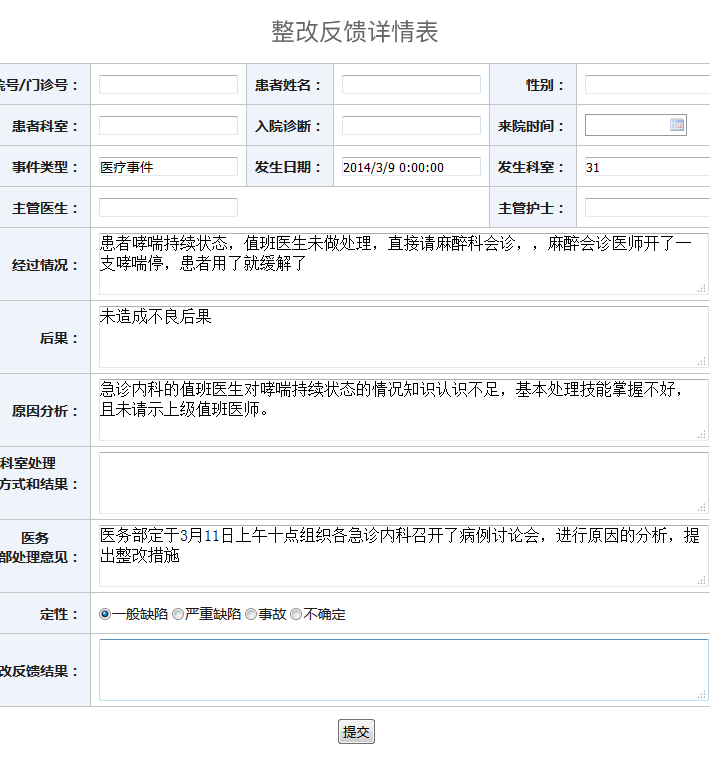 整改反馈详情表
号/门诊号： 患者姓名： 性别：
患者科室： 入院诊断： 来院时间：
事件类型： 医疗事件 发生日期： 2014/3/9 0:00:00 发生科室： 31
主管医生： 主管护士：
经过情况： 患者哮喘持续状态，值班医生未做处理，直接请麻醉科会诊，，麻醉会诊医师开了一
支哮喘停，患者用了就缓解了
后果： 未造成不良后果
原因分析： 急诊内科的值班医生对哮喘持续状态的情况知识认识不足，基本处理技能掌握不好，
且未请示上级值班医师。
科室处理
方式和结果：
医务
部处理意见： 医务部定于3月11日上午十点组织各急诊内科召开了病例讨论会，进行原因的分析，提
出整改措施
定性： 一般缺陷 严重缺陷 事故 不确定
改反馈结果：
提交